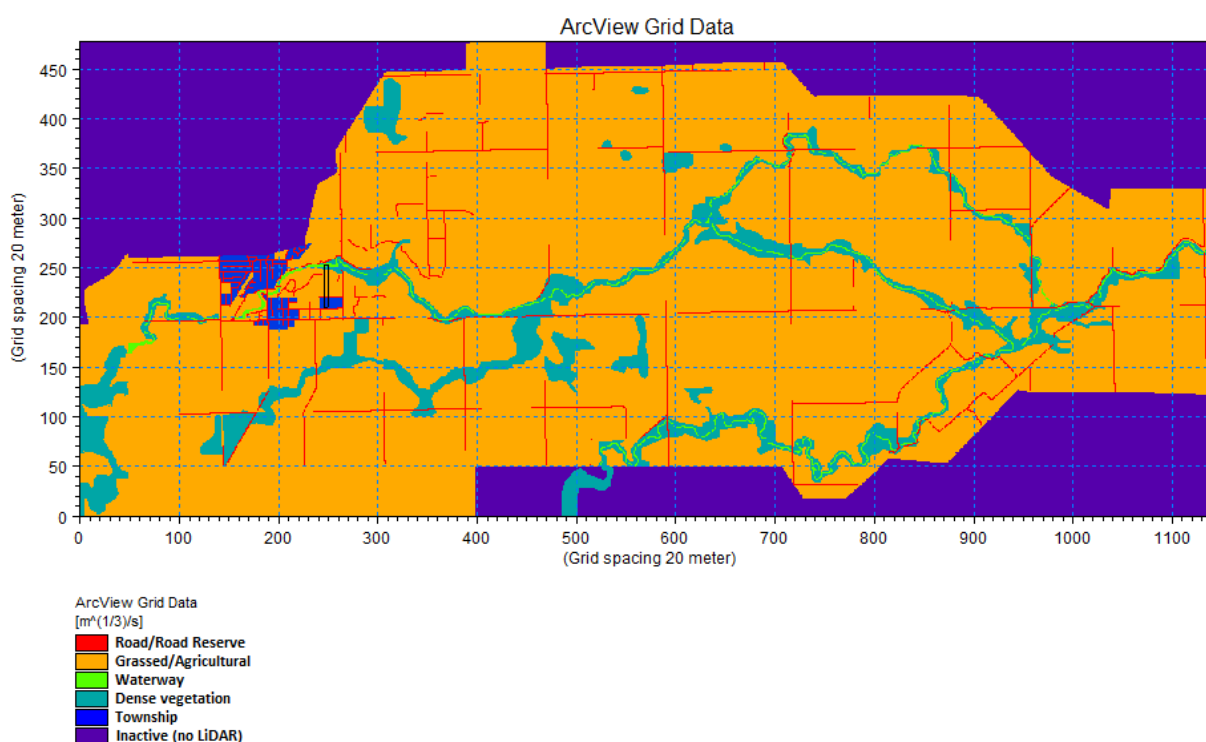 ArcView Grid Data
450
400
350
300
250
200
150
100
50
0
(Grid spacing 20 meter)
0 100 200 300 400 500 600 700 800 900 1000 1100
(Grid spacing 20 meter)
ArcView Grid Data
[m^(1/3)/s]
Road/Road Reserve
Grassed/Agricultural
Waterway
Dense vegetation
Township
Inactive (no LiDAR)